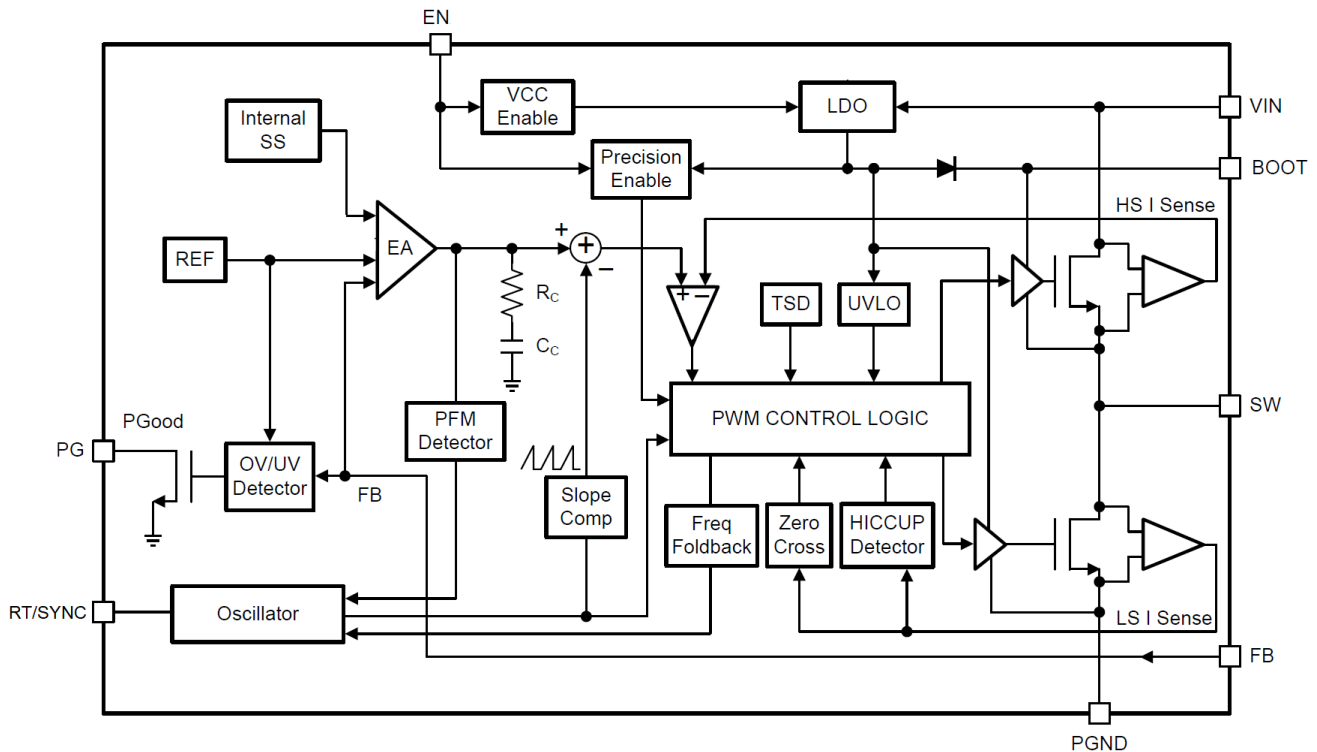 EN
VCC
Enable
LDO
VIN
Internal
SS
Precision
Enable
BOOT
HS I Sense
REF
EA
+
+
−
+ −
RC
CC
TSD
UVLO
PWM CONTROL LOGIC
SW
PGood
PG
OV/UV
Detector
FB
PFM
Detector
Slope
Comp
Freq
Foldback
Zero
Cross
HICCUP
Detector
RT/SYNC
Oscillator
LS I Sense
FB
PGND